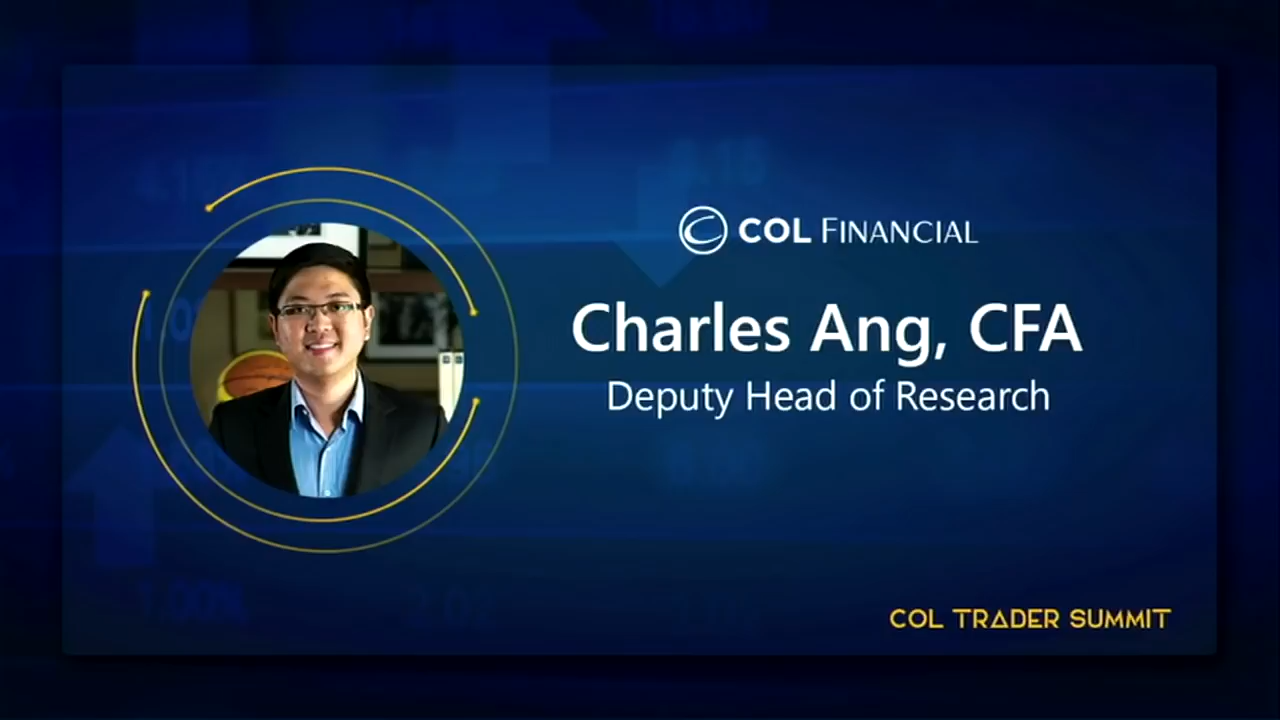 COL FINANCIAL
Charles Ang, CFA
Deputy Head of Research
COL TRADER SUMMIT